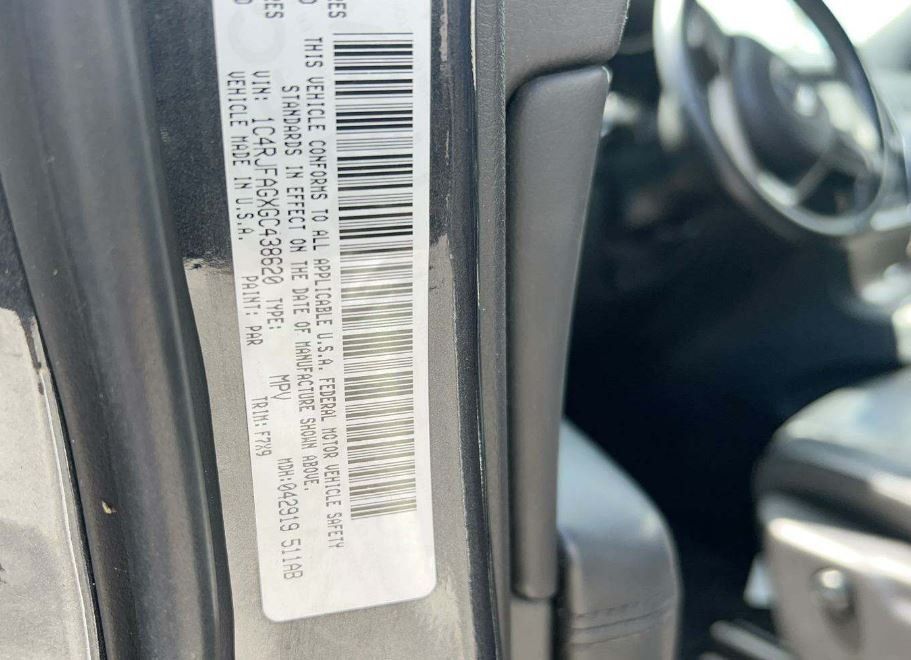 RES
THIS VEHICLE CONFORMS TO ALL APPLICABLE U.S.A. FEDERAL MOTOR VEHICLE SAFETY
STANDARDS IN EFFECT ON THE DATE OF MANUFACTURE SHOWN ABOVE.
VIN: 1C4RJFAGXGC438620 TYPE: MPV MDH:042919 511AB
VEHICLE MADE IN U.S.A. PAINT: PAR TRIM: F7X9